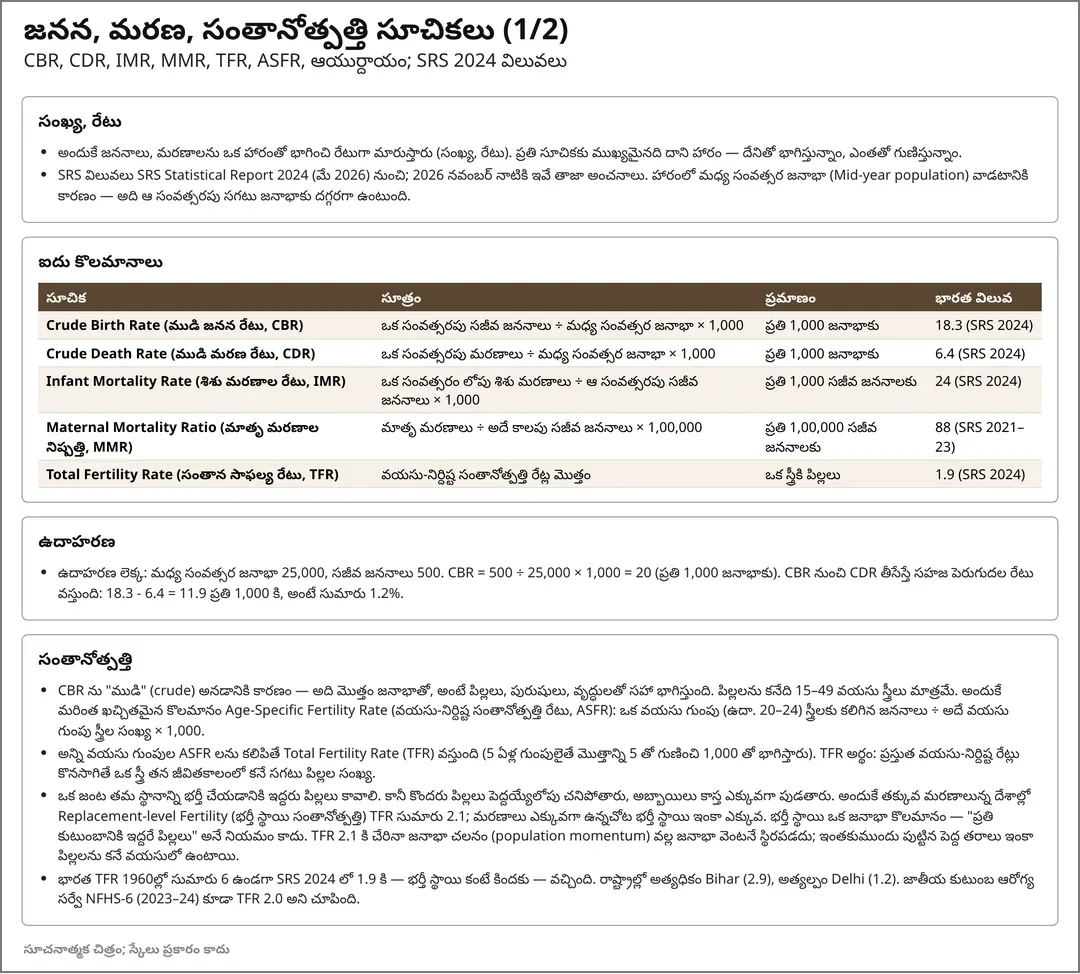 జనన, మరణ, సంతానోత్పత్తి సూచికలు (1/2)
CBR, CDR, IMR, MMR, TFR, ASFR, ఆయుర్దాయం; SRS 2024 విలువలు
సంఖ్య, రేటు
• అందుకే జననాలు, మరణాలను ఒక హారంతో భాగించి రేటుగా మారుస్తారు (సంఖ్య, రేటు). ప్రతి సూచికకు ముఖ్యమైనది దాని హారం — దేనితో భాగిస్తున్నాం, ఎంతతో గుణిస్తున్నాం.
• SRS విలువలు SRS Statistical Report 2024 (మే 2026) నుంచి; 2026 నవంబర్ నాటికి ఇవే తాజా అంచనాలు. హారంలో మధ్య సంవత్సర జనాభా (Mid-year population) వాడటానికి
కారణం — అది ఆ సంవత్సరపు సగటు జనాభాకు దగ్గరగా ఉంటుంది.
ఐదు కొలమానాలు
సూచిక సూత్రం ప్రమాణం భారత విలువ
Crude Birth Rate (ముడి జనన రేటు, CBR) ఒక సంవత్సరపు సజీవ జననాలు ÷ మధ్య సంవత్సర జనాభా × 1,000 ప్రతి 1,000 జనాభాకు 18.3 (SRS 2024)
Crude Death Rate (ముడి మరణ రేటు, CDR) ఒక సంవత్సరపు మరణాలు ÷ మధ్య సంవత్సర జనాభా × 1,000 ప్రతి 1,000 జనాభాకు 6.4 (SRS 2024)
Infant Mortality Rate (శిశు మరణాల రేటు, IMR) ఒక సంవత్సరం లోపు శిశు మరణాలు ÷ ఆ సంవత్సరపు సజీవ ప్రతి 1,000 సజీవ జననాలకు 24 (SRS 2024)
జననాలు × 1,000
Maternal Mortality Ratio (మాతృ మరణాల మాతృ మరణాలు ÷ అదే కాలపు సజీవ జననాలు × 1,00,000 ప్రతి 1,00,000 సజీవ 88 (SRS 2021–
నిష్పత్తి, MMR) జననాలకు 23)
Total Fertility Rate (సంతాన సాఫల్య రేటు, TFR) వయసు-నిర్దిష్ట సంతానోత్పత్తి రేట్ల మొత్తం ఒక స్త్రీకి పిల్లలు 1.9 (SRS 2024)
ఉదాహరణ
• ఉదాహరణ లెక్క: మధ్య సంవత్సర జనాభా 25,000, సజీవ జననాలు 500. CBR = 500 ÷ 25,000 × 1,000 = 20 (ప్రతి 1,000 జనాభాకు). CBR నుంచి CDR తీసేస్తే సహజ పెరుగుదల రేటు
వస్తుంది: 18.3 - 6.4 = 11.9 ప్రతి 1,000 కి, అంటే సుమారు 1.2%.
సంతానోత్పత్తి
• CBR ను "ముడి" (crude) అనడానికి కారణం — అది మొత్తం జనాభాతో, అంటే పిల్లలు, పురుషులు, వృద్ధులతో సహా భాగిస్తుంది. పిల్లలను కనేది 15–49 వయసు స్త్రీలు మాత్రమే. అందుకే
మరింత ఖచ్చితమైన కొలమానం Age-Specific Fertility Rate (వయసు-నిర్దిష్ట సంతానోత్పత్తి రేటు, ASFR): ఒక వయసు గుంపు (ఉదా. 20–24) స్త్రీలకు కలిగిన జననాలు ÷ అదే వయసు
గుంపు స్త్రీల సంఖ్య × 1,000.
• అన్ని వయసు గుంపుల ASFR లను కలిపితే Total Fertility Rate (TFR) వస్తుంది (5 ఏళ్ల గుంపులైతే మొత్తాన్ని 5 తో గుణించి 1,000 తో భాగిస్తారు). TFR అర్థం: ప్రస్తుత వయసు-నిర్దిష్ట రేట్లు
కొనసాగితే ఒక స్త్రీ తన జీవితకాలంలో కనే సగటు పిల్లల సంఖ్య.
• ఒక జంట తమ స్థానాన్ని భర్తీ చేయడానికి ఇద్దరు పిల్లలు కావాలి. కానీ కొందరు పిల్లలు పెద్దయ్యేలోపు చనిపోతారు, అబ్బాయిలు కాస్త ఎక్కువగా పుడతారు. అందుకే తక్కువ మరణాలున్న దేశాల్లో
Replacement-level Fertility (భర్తీ స్థాయి సంతానోత్పత్తి) TFR సుమారు 2.1; మరణాలు ఎక్కువగా ఉన్నచోట భర్తీ స్థాయి ఇంకా ఎక్కువ. భర్తీ స్థాయి ఒక జనాభా కొలమానం — "ప్రతి
కుటుంబానికి ఇద్దరే పిల్లలు" అనే నియమం కాదు. TFR 2.1 కి చేరినా జనాభా చలనం (population momentum) వల్ల జనాభా వెంటనే స్థిరపడదు; ఇంతకుముందు పుట్టిన పెద్ద తరాలు ఇంకా
పిల్లలను కనే వయసులో ఉంటాయి.
• భారత TFR 1960ల్లో సుమారు 6 ఉండగా SRS 2024 లో 1.9 కి — భర్తీ స్థాయి కంటే కిందకు — వచ్చింది. రాష్ట్రాల్లో అత్యధికం Bihar (2.9), అత్యల్పం Delhi (1.2). జాతీయ కుటుంబ ఆరోగ్య
సర్వే NFHS-6 (2023–24) కూడా TFR 2.0 అని చూపింది.
సూచనాత్మక చిత్రం; స్కేలు ప్రకారం కాదు